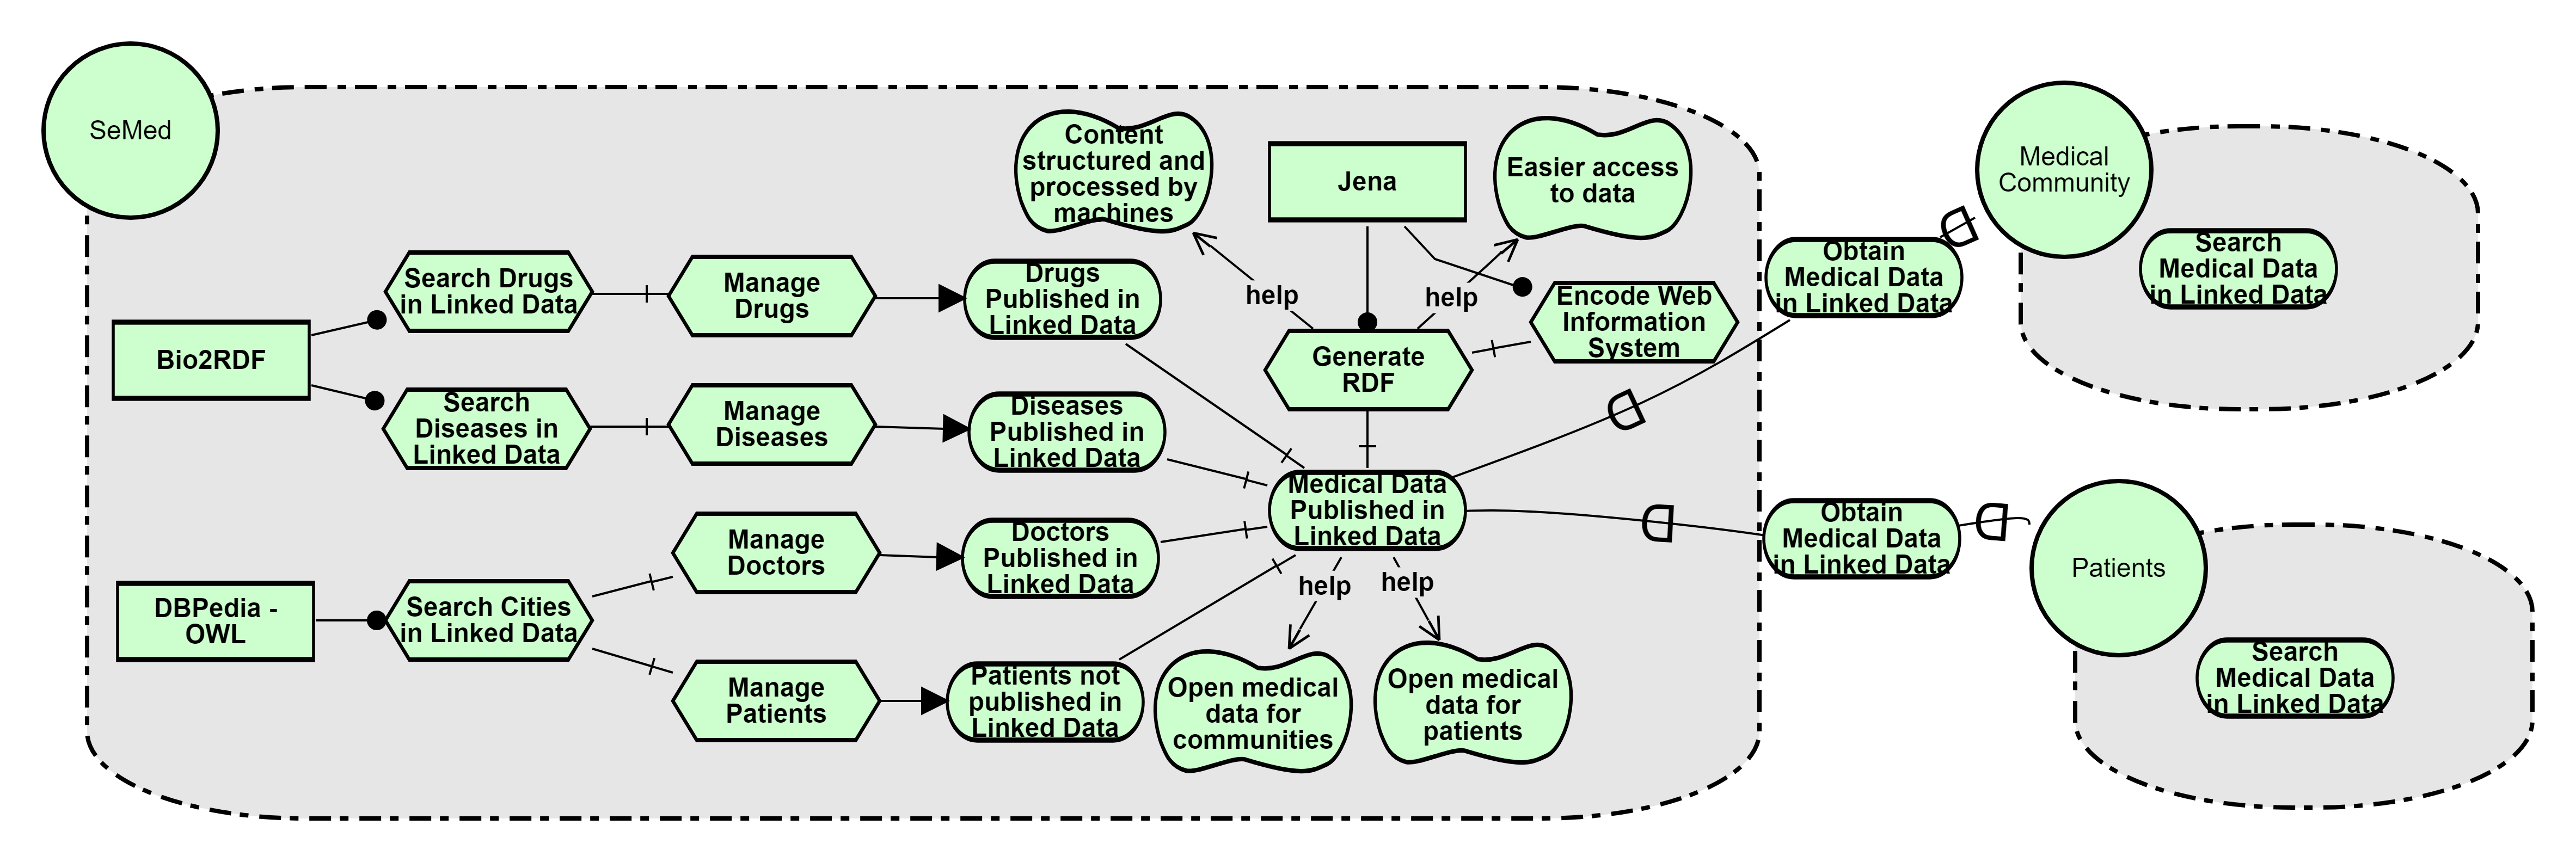 SeMed
Content
structured and
processed by
machines
Jena
Easier access
to data
Medical
Community
Search Drugs
in Linked Data
Manage
Drugs
Drugs
Published in
Linked Data
help
help
Encode Web
Information
System
Obtain
Medical Data
in Linked Data
Search
Medical Data
in Linked Data
Bio2RDF
Generate
RDF
Search
Diseases in
Linked Data
Manage
Diseases
Diseases
Published in
Linked Data
Medical Data
Published in
Linked Data
Manage
Doctors
Doctors
Published in
Linked Data
Obtain
Medical Data
in Linked Data
Patients
DBPedia -
OWL
Search Cities
in Linked Data
help
help
Manage
Patients
Patients not
published in
Linked Data
Open medical
data for
communities
Open medical
data for
patients
Search
Medical Data
in Linked Data